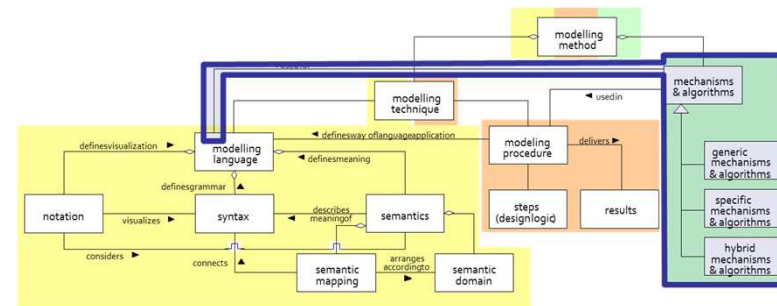 modelling
method
mechanisms
& algorithms
modelling
technique
◄ usedin
◄ definesway oflanguageapplication
modeling
procedure
delivers ►
definesvisualization ►
modelling
language
◄ definesmeaning
generic
mechanisms
& algorithms
definesgrammar ▲
notation
visualizes ►
syntax
◄ describes
meaningof
semantics
steps
(designlogic)
results
specific
mechanisms
& algorithms
considers ►
connects ▲
semantic
mapping
arranges
accordingto ►
semantic
domain
hybrid
mechanisms
& algorithms